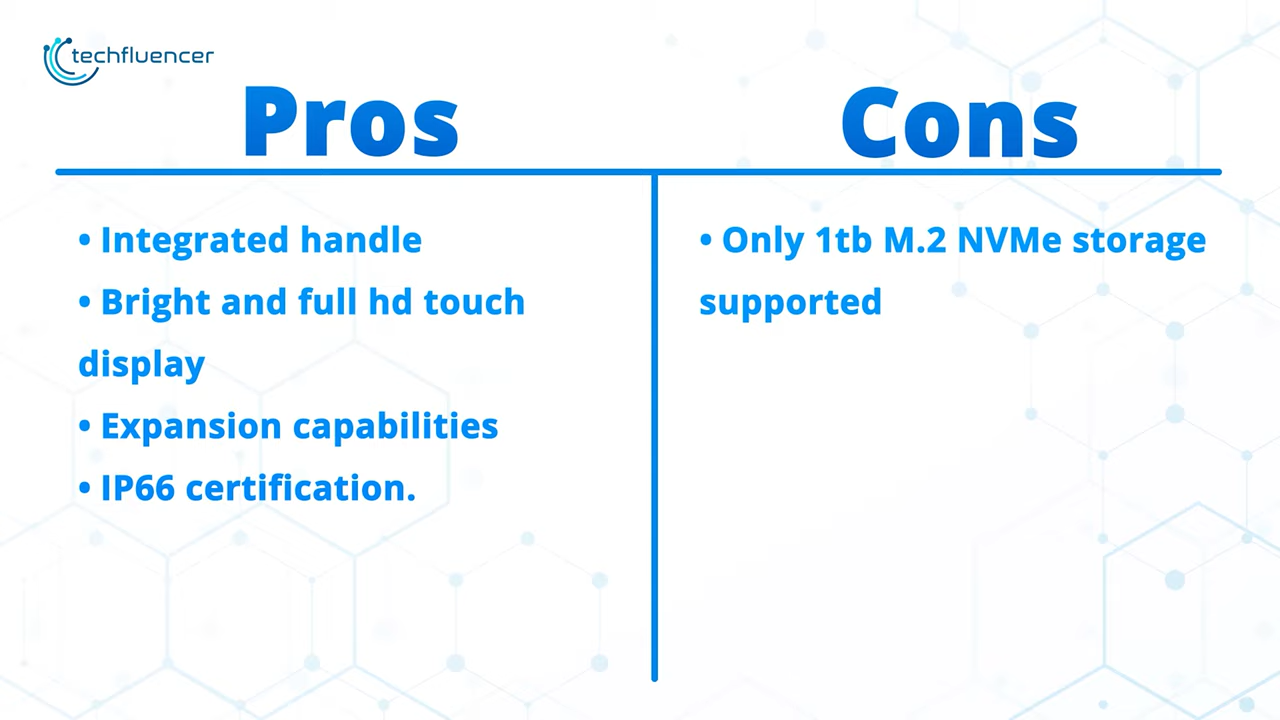 techfluencer
Pros
Cons
• Integrated handle
• Bright and full hd touch
display
• Expansion capabilities
• IP66 certification.
• Only 1tb M.2 NVMe storage
supported